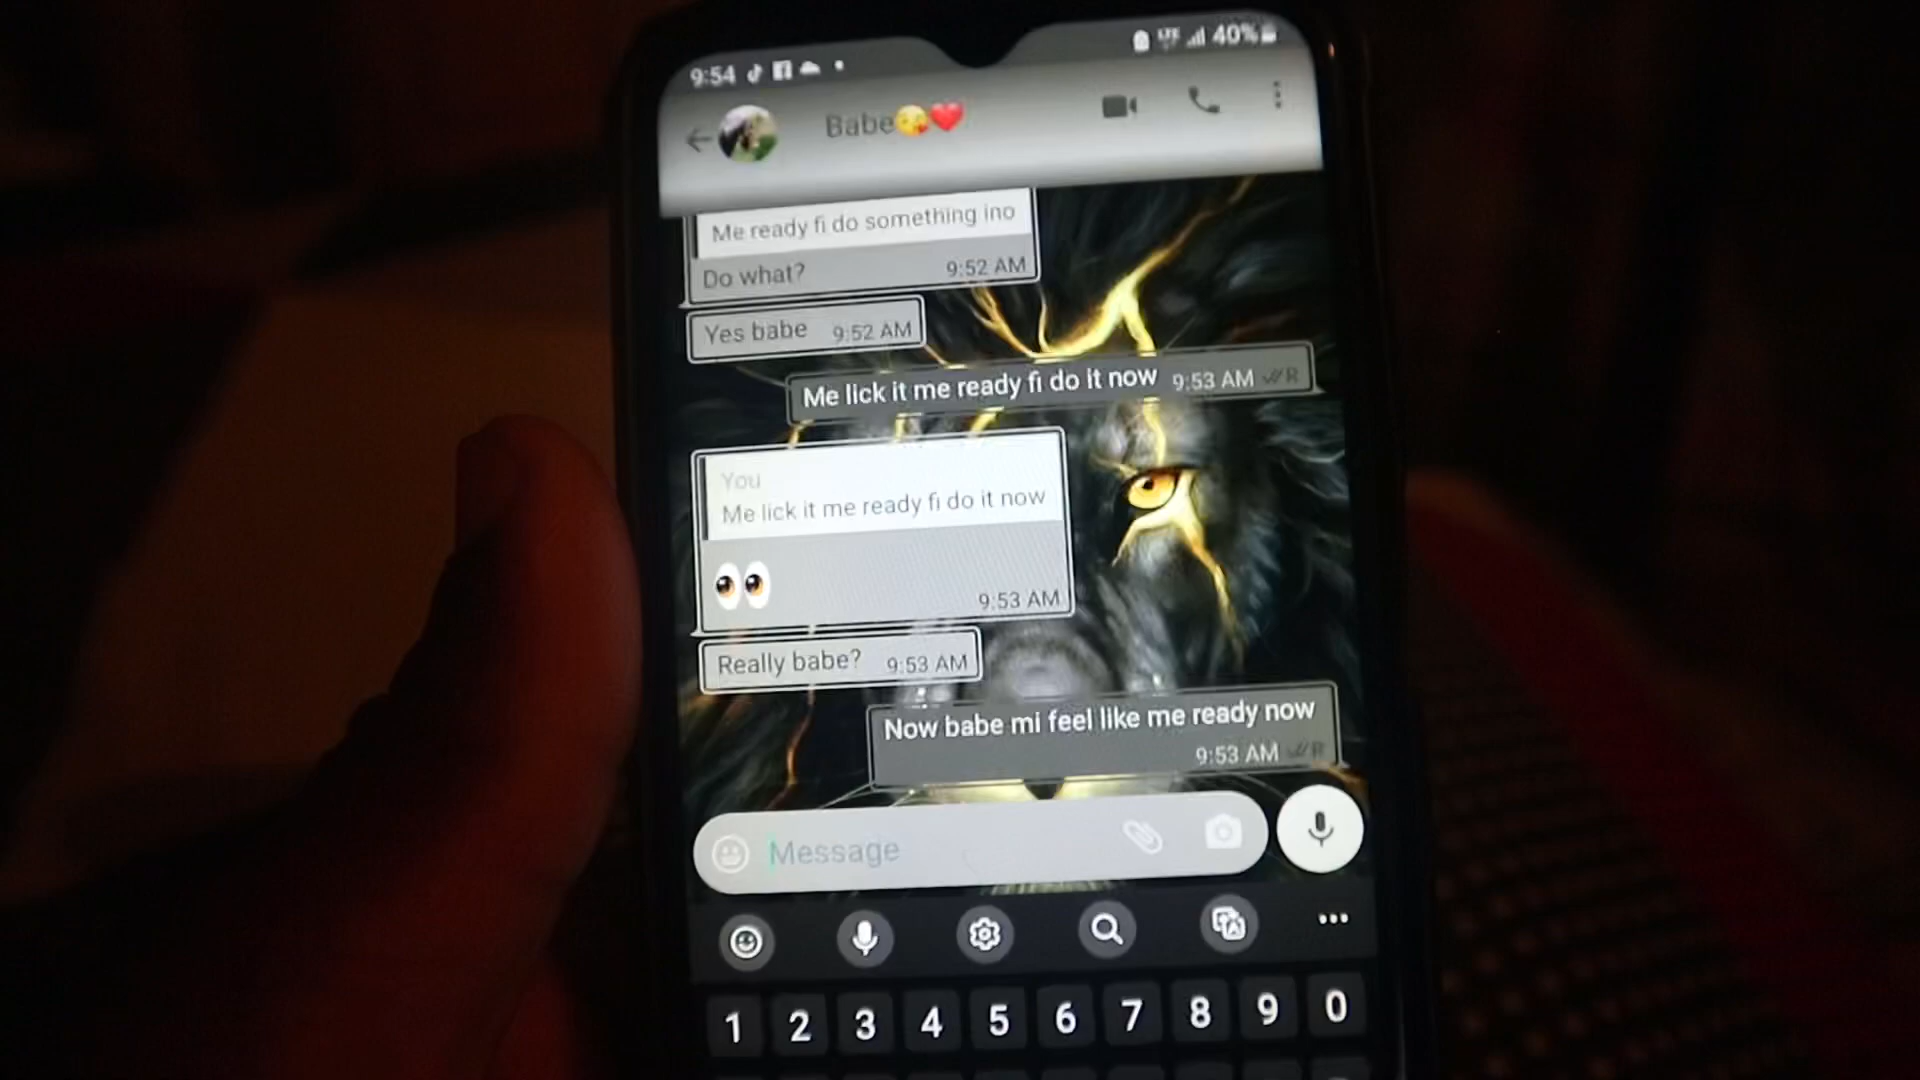 9:54 LTE 40%
Babe😘❤️
Me ready fi do something ino
Do what? 9:52 AM
Yes babe 9:52 AM
Me lick it me ready fi do it now 9:53 AM R
You
Me lick it me ready fi do it now
👀
9:53 AM
Really babe? 9:53 AM
Now babe mi feel like me ready now
9:53 AM R
Message
1 2 3 4 5 6 7 8 9 0